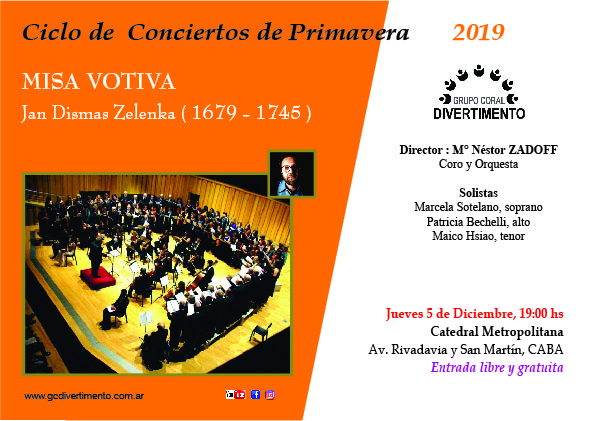 Ciclo de Conciertos de Primavera 2019
MISA VOTIVA
Jan Dismas Zelenka ( 1679 - 1745 )
GRUPO CORAL
DIVERTIMENTO
Director : M° Néstor ZADOFF
Coro y Orquesta
Solistas
Marcela Sotelano, soprano
Patricia Bechelli, alto
Maico Hsiao, tenor
Jueves 5 de Diciembre, 19:00 hs
Catedral Metropolitana
Av. Rivadavia y San Martín, CABA
Entrada libre y gratuita
www.gcdivertimento.com.ar